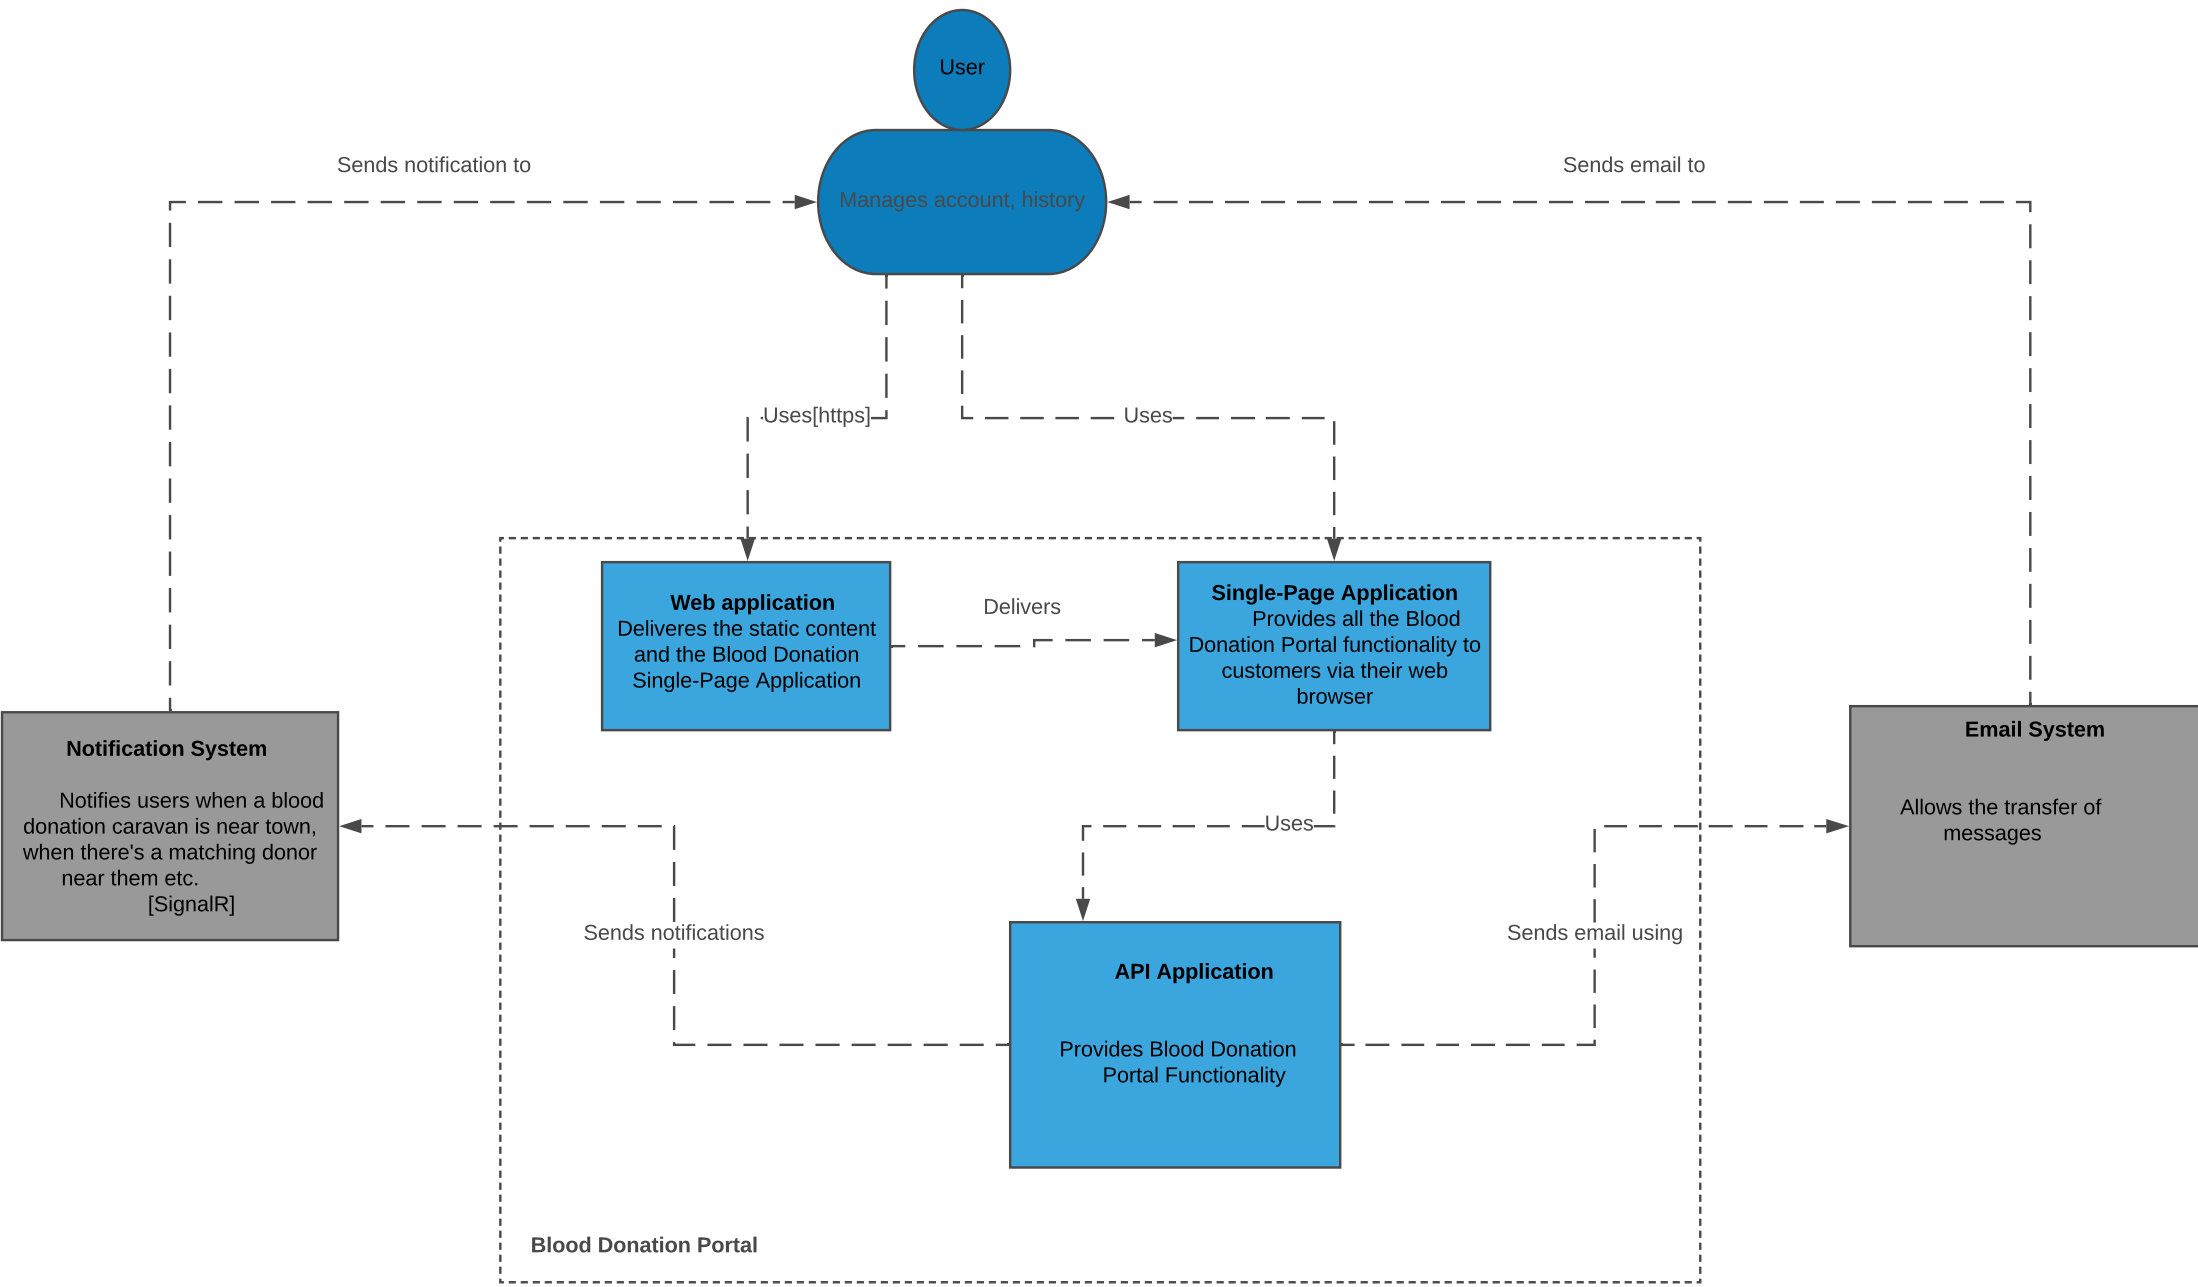 User
Manages account, history
Sends notification to
Sends email to
Uses[https]
Uses
Web application
Deliveres the static content
and the Blood Donation
Single-Page Application
Delivers
Single-Page Application
Provides all the Blood
Donation Portal functionality to
customers via their web
browser
Notification System
Notifies users when a blood
donation caravan is near town,
when there's a matching donor
near them etc.
[SignalR]
Email System
Allows the transfer of
messages
Uses
Sends notifications
Sends email using
API Application
Provides Blood Donation
Portal Functionality
Blood Donation Portal